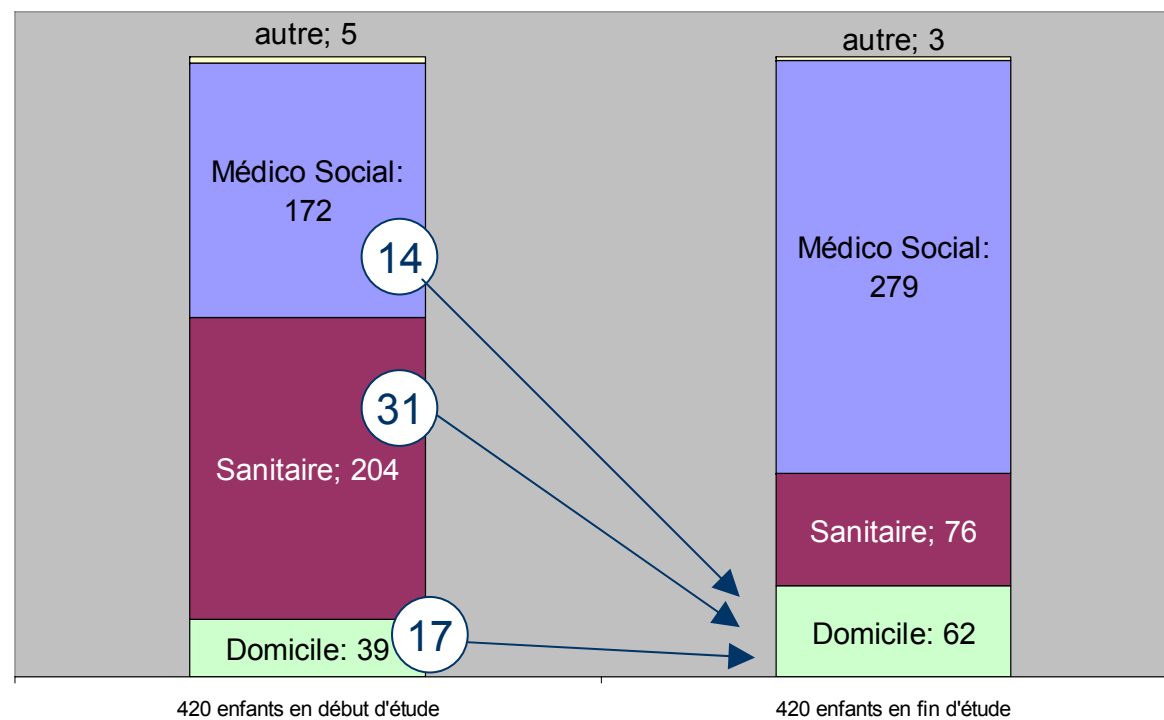 autre; 5
Médico Social:
172
14
31
Sanitaire; 204
Domicile: 39
17
autre; 3
Médico Social:
279
Sanitaire; 76
Domicile: 62
420 enfants en début d'étude
420 enfants en fin d'étude